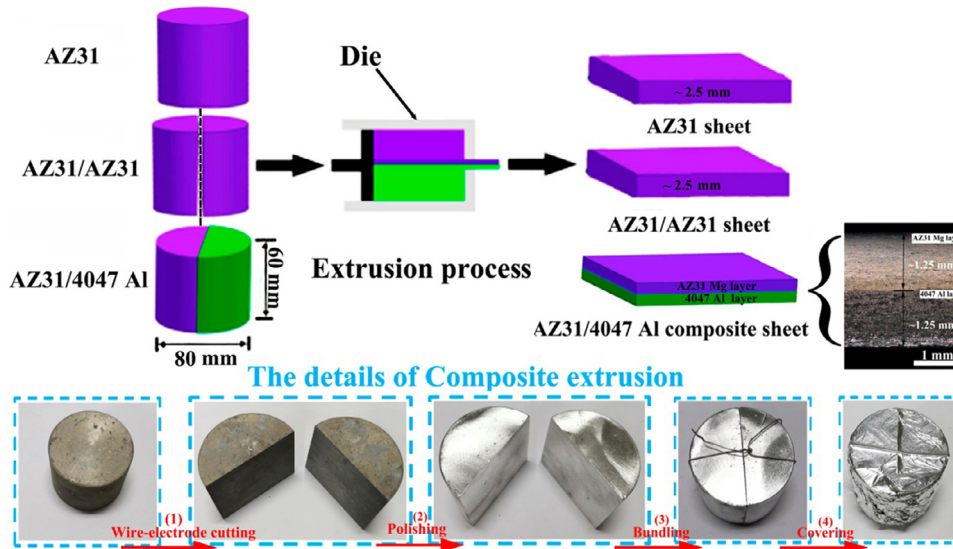 AZ31
AZ31/AZ31
AZ31/4047 Al
60 mm
80 mm
Die
Extrusion process
~ 2.5 mm
AZ31 sheet
~ 2.5 mm
AZ31/AZ31 sheet
AZ31 Mg layer
4047 Al layer
AZ31/4047 Al composite sheet
AZ31 Mg lay
~1.25 mm
4047 Al la
~1.25 mm
1 mm
The details of Composite extrusion
(1)
Wire-electrode cutting
(2)
Polishing
(3)
Bundling
(4)
Covering